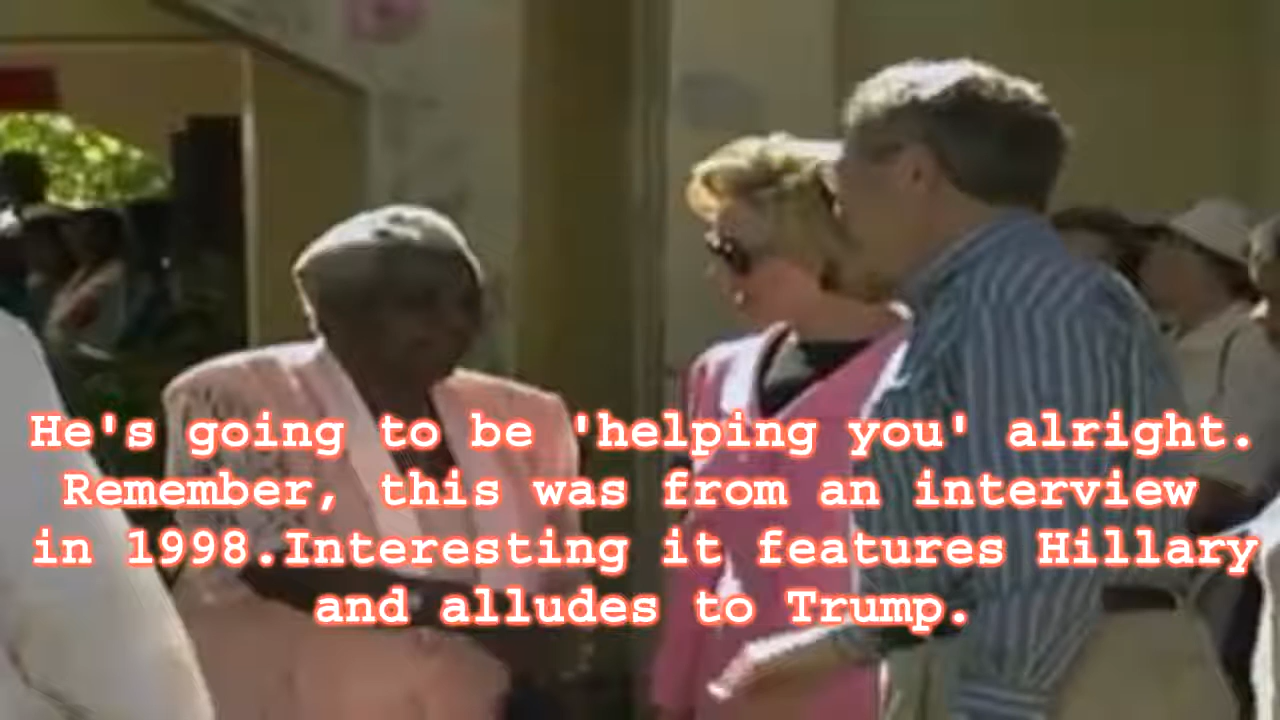 He's going to be 'helping you' alright.
Remember, this was from an interview
in 1998.Interesting it features Hillary
and alludes to Trump.